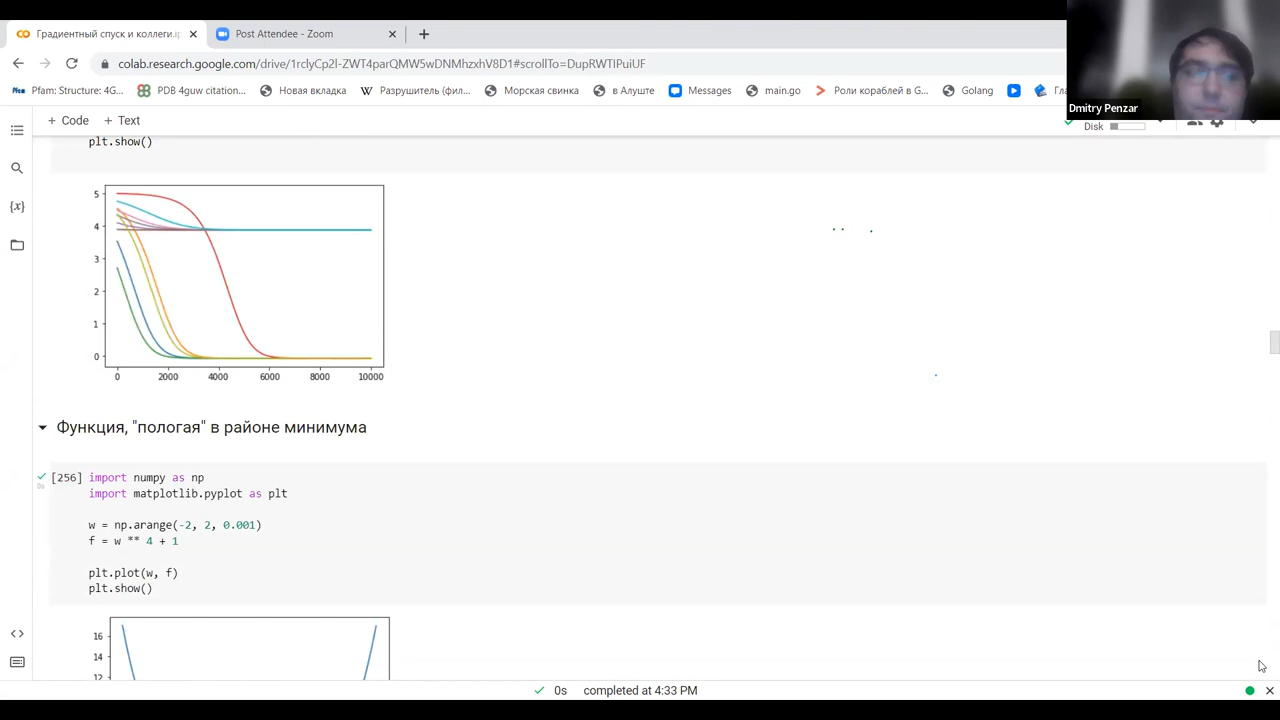 Градиентный спуск и коллеги.ip
Post Attendee - Zoom
colab.research.google.com/drive/1rclyCp2I-ZWT4parQMW5wDNMhzxhV8D1#scrollTo=DupRWTIPuiUF
Pfam: Structure: 4G...
PDB 4guw citation...
Новая вкладка
Разрушитель (фил...
Морская свинка
в Алуште
Messages
main.go
Роли кораблей в G...
Golang
Dmitry Penzar
+ Code
+ Text
Disk
plt.show()
5
4
3
2
1
0
0 2000 4000 6000 8000 10000
Функция, "пологая" в районе минимума
[256]
import numpy as np
import matplotlib.pyplot as plt
w = np.arange(-2, 2, 0.001)
f = w ** 4 + 1
plt.plot(w, f)
plt.show()
0s
16
14
12
0s completed at 4:33 PM